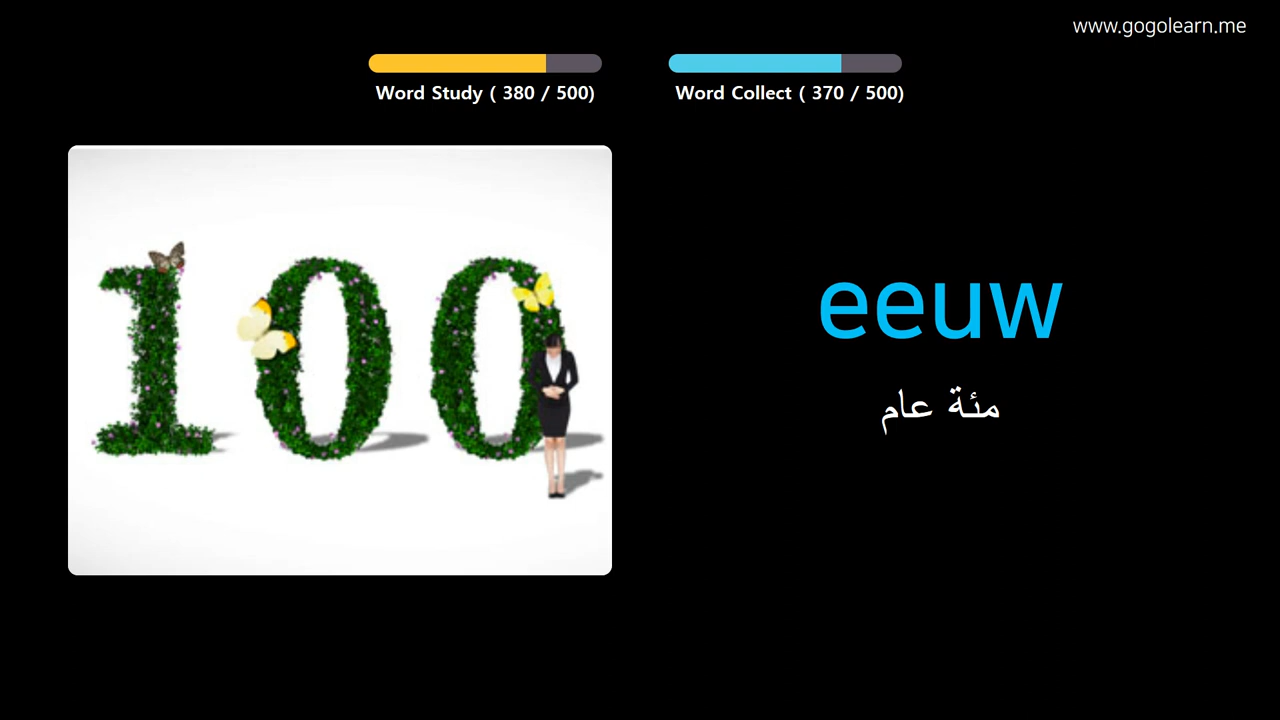 www.gogolearn.me
Word Study ( 380 / 500)
Word Collect ( 370 / 500)
100
eeuw
مئة عام